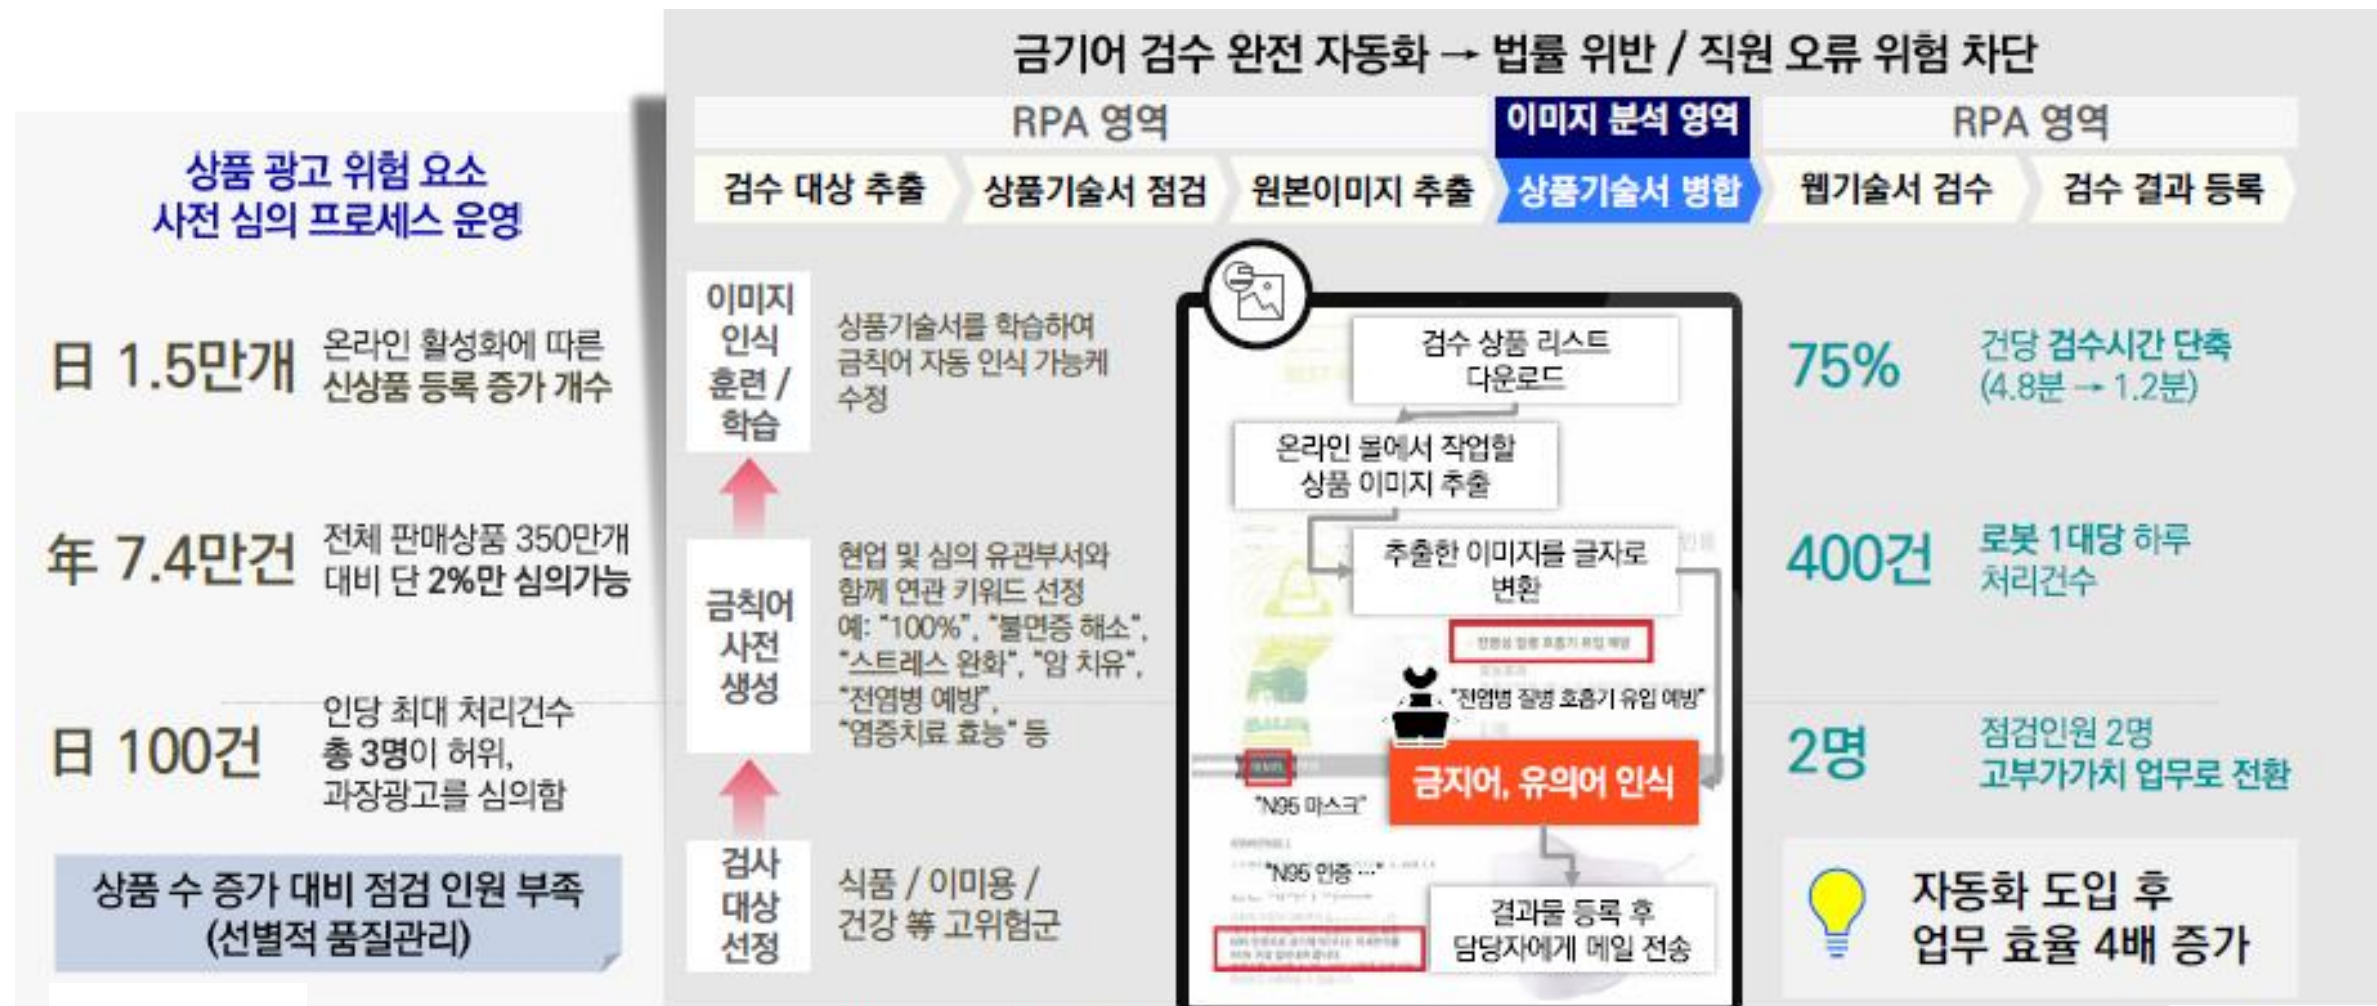 금기어 검수 완전 자동화 → 법률 위반 / 직원 오류 위험 차단
RPA 영역
이미지 분석 영역
RPA 영역
검수 대상 추출
상품기술서 점검
원본이미지 추출
상품기술서 병합
웹기술서 검수
검수 결과 등록
상품 광고 위험 요소
사전 심의 프로세스 운영
日 1.5만개
온라인 활성화에 따른
신상품 등록 증가 개수
年 7.4만건
전체 판매상품 350만개
대비 단 2%만 심의가능
日 100건
인당 최대 처리건수
총 3명이 허위,
과장광고를 심의함
상품 수 증가 대비 점검 인원 부족
(선별적 품질관리)
이미지
인식
훈련 /
학습
상품기술서를 학습하여
금칙어 자동 인식 가능케
수정
금칙어
사전
생성
현업 및 심의 유관부서와
함께 연관 키워드 선정
예: "100%", "불면증 해소",
"스트레스 완화", "암 치유",
"전염병 예방",
"염증치료 효능" 등
검사
대상
선정
식품 / 이미용 /
건강 等 고위험군
검수 상품 리스트
다운로드
온라인 몰에서 작업할
상품 이미지 추출
추출한 이미지를 글자로
변환
"전염병 질병 호흡기 유입 예방"
금지어, 유의어 인식
"N95 마스크"
"N95 인증 ···"
결과물 등록 후
담당자에게 메일 전송
75%
건당 검수시간 단축
(4.8분 → 1.2분)
400건
로봇 1대당 하루
처리건수
2명
점검인원 2명
고부가가치 업무로 전환
자동화 도입 후
업무 효율 4배 증가